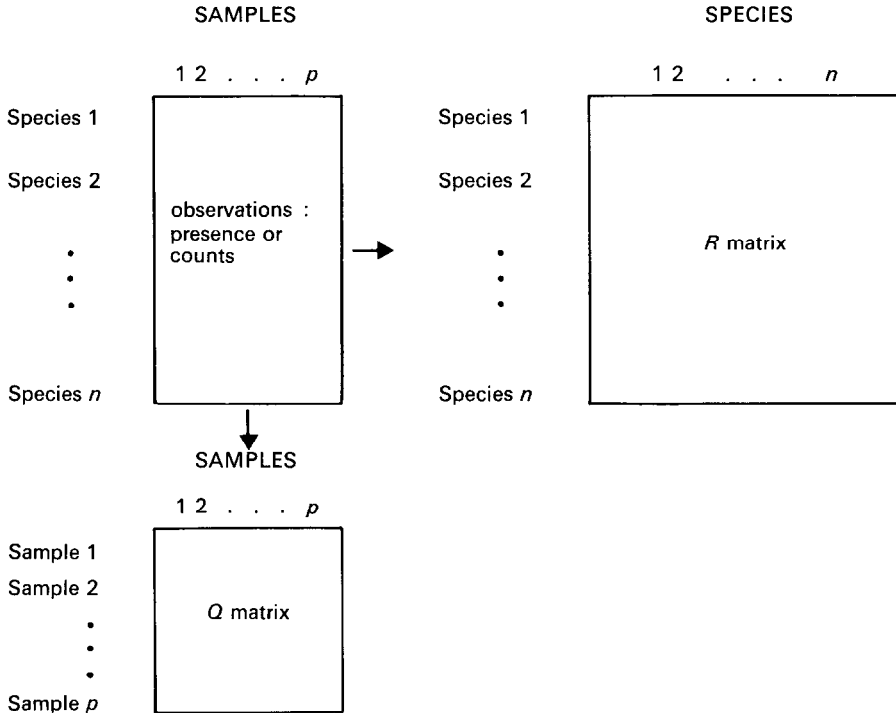 SAMPLES
1 2 . . . p
Species 1
Species 2
observations :
presence or
counts
Species n
SPECIES
1 2 . . . n
Species 1
Species 2
R matrix
Species n
SAMPLES
1 2 . . . p
Sample 1
Sample 2
Q matrix
Sample p